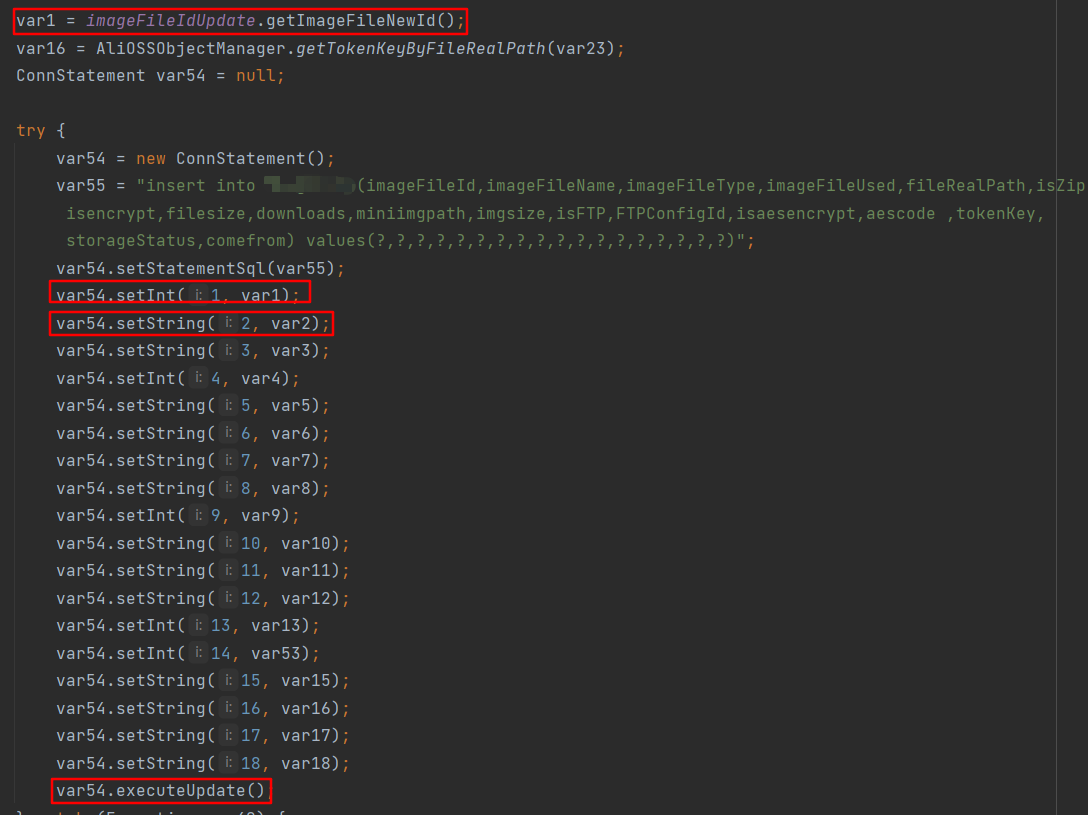 var1 = imageFileIdUpdate.getImageFileNewId();
var16 = AliOSSObjectManager.getTokenKeyByFileRealPath(var23);
ConnStatement var54 = null;
try {
var54 = new ConnStatement();
var55 = "insert into (imageFileId,imageFileName,imageFileType,imageFileUsed,fileRealPath,isZip
isencrypt,filesize,downloads,miniimgpath,imgsize,isFTP,FTPConfigId,isaesencrypt,aescode ,tokenKey,
storageStatus,comefrom) values(?,?,?,?,?,?,?,?,?,?,?,?,?,?,?,?,?,?)";
var54.setStatementSql(var55);
var54.setInt( i: 1, var1);
var54.setString( i: 2, var2);
var54.setString( i: 3, var3);
var54.setInt( i: 4, var4);
var54.setString( i: 5, var5);
var54.setString( i: 6, var6);
var54.setString( i: 7, var7);
var54.setString( i: 8, var8);
var54.setInt( i: 9, var9);
var54.setString( i: 10, var10);
var54.setString( i: 11, var11);
var54.setString( i: 12, var12);
var54.setInt( i: 13, var13);
var54.setInt( i: 14, var53);
var54.setString( i: 15, var15);
var54.setString( i: 16, var16);
var54.setString( i: 17, var17);
var54.setString( i: 18, var18);
var54.executeUpdate()